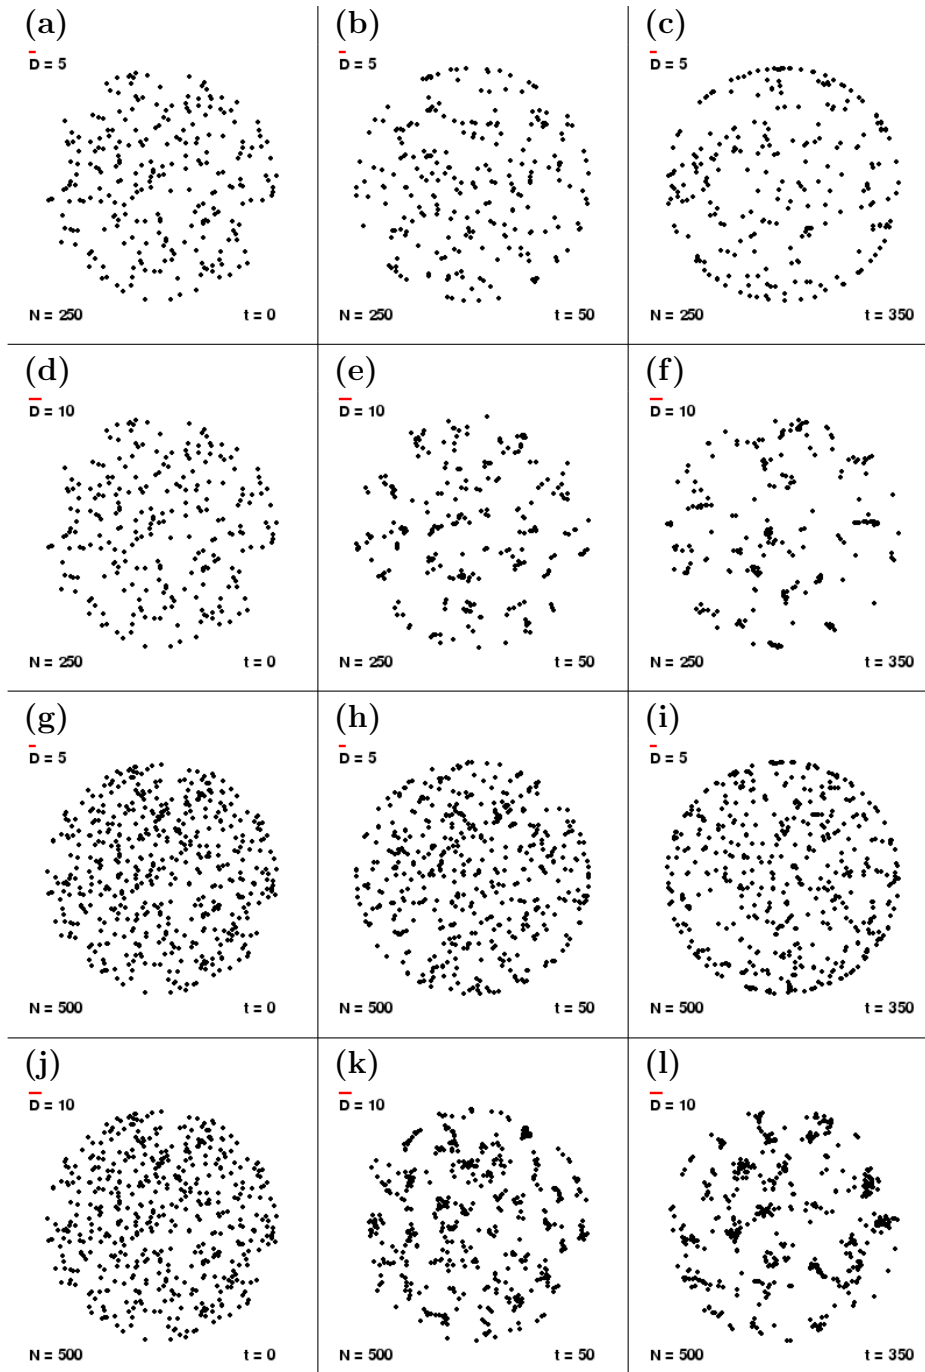 (a)
D = 5
N = 250 t = 0
(b)
D = 5
N = 250 t = 50
(c)
D = 5
N = 250 t = 350
(d)
D = 10
N = 250 t = 0
(e)
D = 10
N = 250 t = 50
(f)
D = 10
N = 250 t = 350
(g)
D = 5
N = 500 t = 0
(h)
D = 5
N = 500 t = 50
(i)
D = 5
N = 500 t = 350
(j)
D = 10
N = 500 t = 0
(k)
D = 10
N = 500 t = 50
(l)
D = 10
N = 500 t = 350